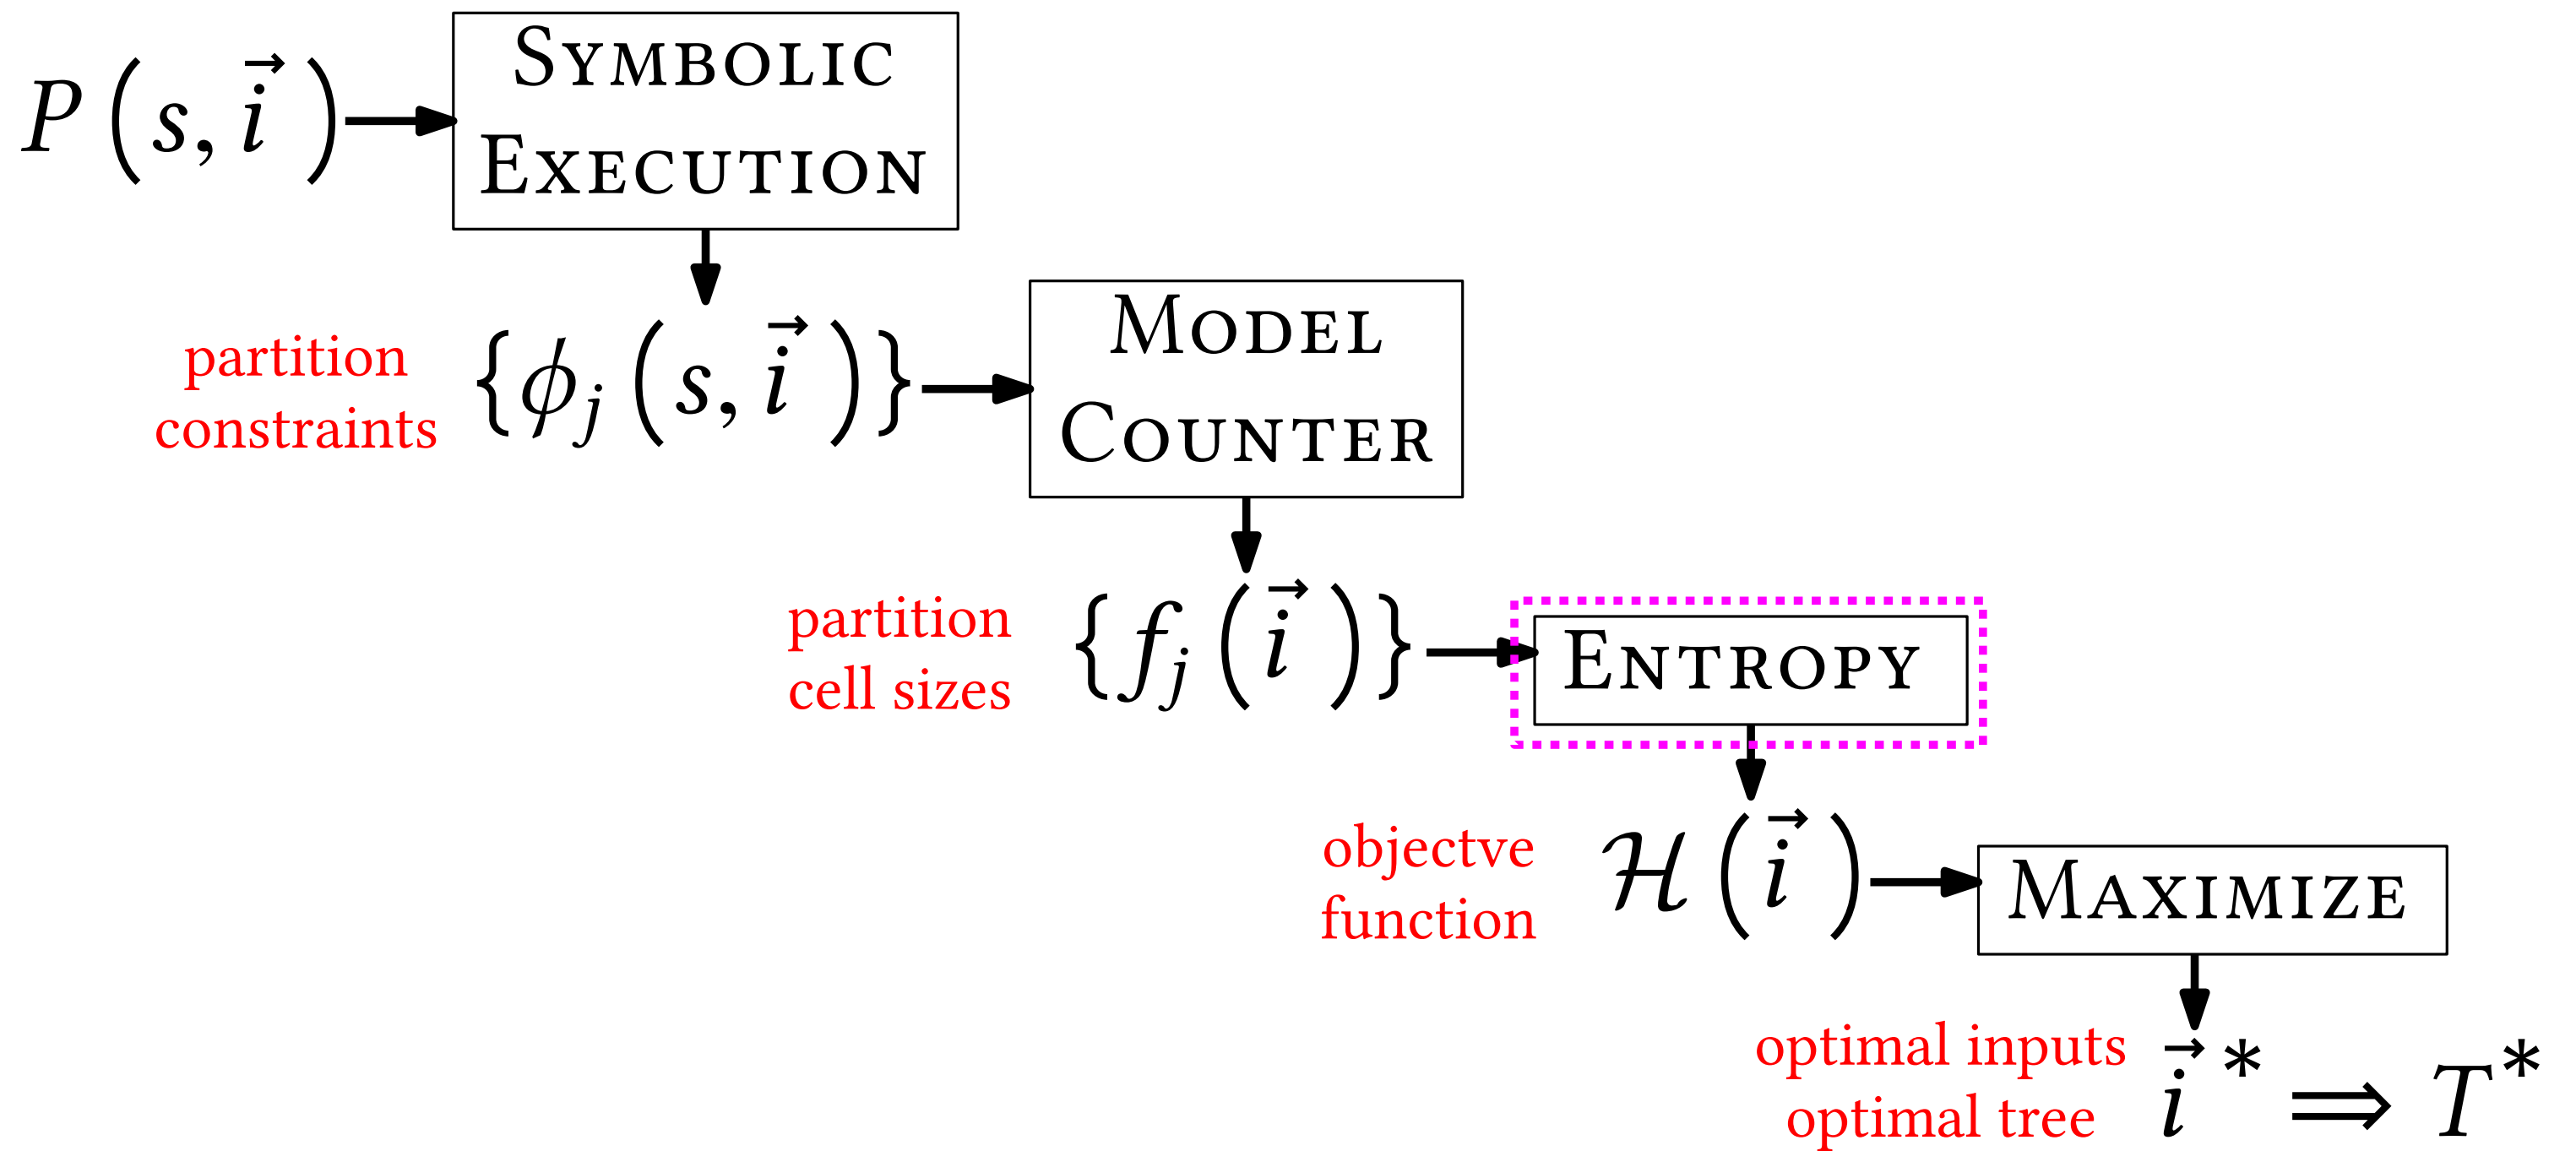 P(s, i⃗)
SYMBOLIC
EXECUTION
partition
constraints
{ϕⱼ(s, i⃗)}
MODEL
COUNTER
partition
cell sizes
{fⱼ(i⃗)}
ENTROPY
objectve
function
ℋ(i⃗)
MAXIMIZE
optimal inputs
optimal tree
i⃗* ⇒ T*